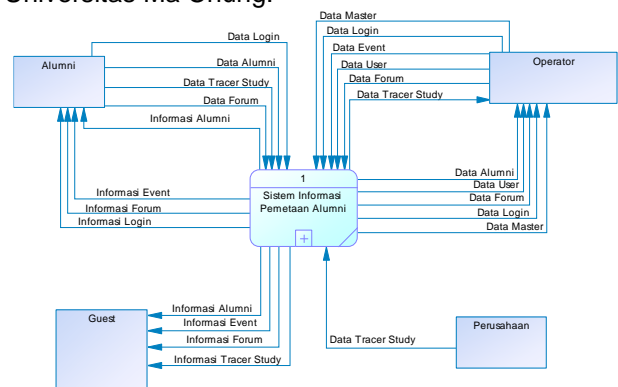 Universitas Ma Chung.
Data Master
Data Login
Data Login
Data Event
Alumni
Data Alumni
Data User
Operator
Data Tracer Study
Data Forum
Data Forum
Data Tracer Study
Informasi Alumni
Data Alumni
1
Data User
Informasi Event
Sistem Informasi
Data Forum
Informasi Forum
Pemetaan Alumni
Data Login
Informasi Login
Data Master
Informasi Alumni
Guest
Informasi Event
Perusahaan
Informasi Forum
Data Tracer Study
Informasi Tracer Study